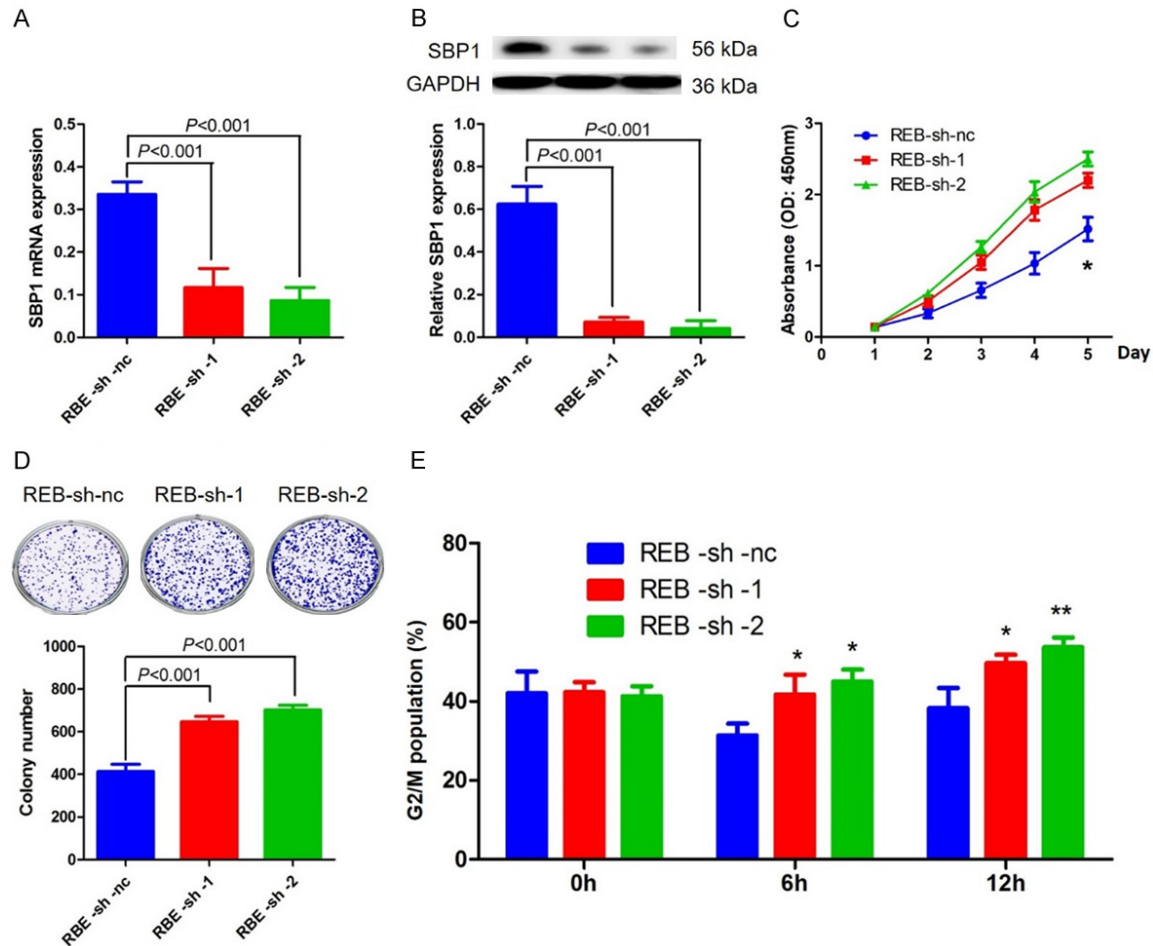 A
SBP1 mRNA expression
0.5
0.4
0.3
0.2
0.1
0.0
P<0.001
P<0.001
RBE -sh -nc
RBE -sh -1
RBE -sh -2
B
SBP1
56 kDa
GAPDH
36 kDa
Relative SBP1 expression
1.0
0.8
0.6
0.4
0.2
0.0
P<0.001
P<0.001
RBE -sh -nc
RBE -sh -1
RBE -sh -2
C
Absorbance (OD: 450nm)
3
2
1
0
REB-sh-nc
REB-sh-1
REB-sh-2
*
0 1 2 3 4 5 Day
D
REB-sh-nc REB-sh-1 REB-sh-2
Colony number
1000
800
600
400
200
0
P<0.001
P<0.001
RBE -sh -nc
RBE -sh -1
RBE -sh -2
E
G2/M population (%)
80
60
40
20
0
REB -sh -nc
REB -sh -1
REB -sh -2
* * * **
0h 6h 12h